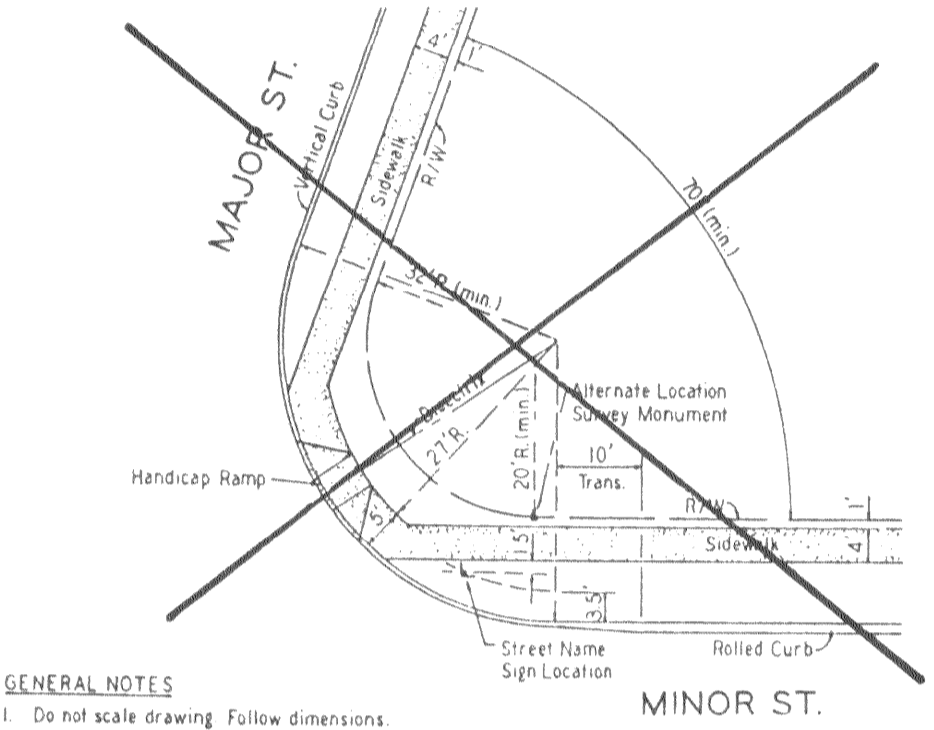 MAJOR ST.
Vertical Curb
4'
1'
Sidewalk
R/W
70°(min.)
32'R.(min.)
Bisectrix
27'R.
20'R.(min.)
Alternate Location
Survey Monument
10'
Trans.
Handicap Ramp
5'
R/W
1'
1.5'
Sidewalk
4'
3.5'
Street Name
Sign Location
Rolled Curb
MINOR ST.
GENERAL NOTES
1. Do not scale drawing Follow dimensions.